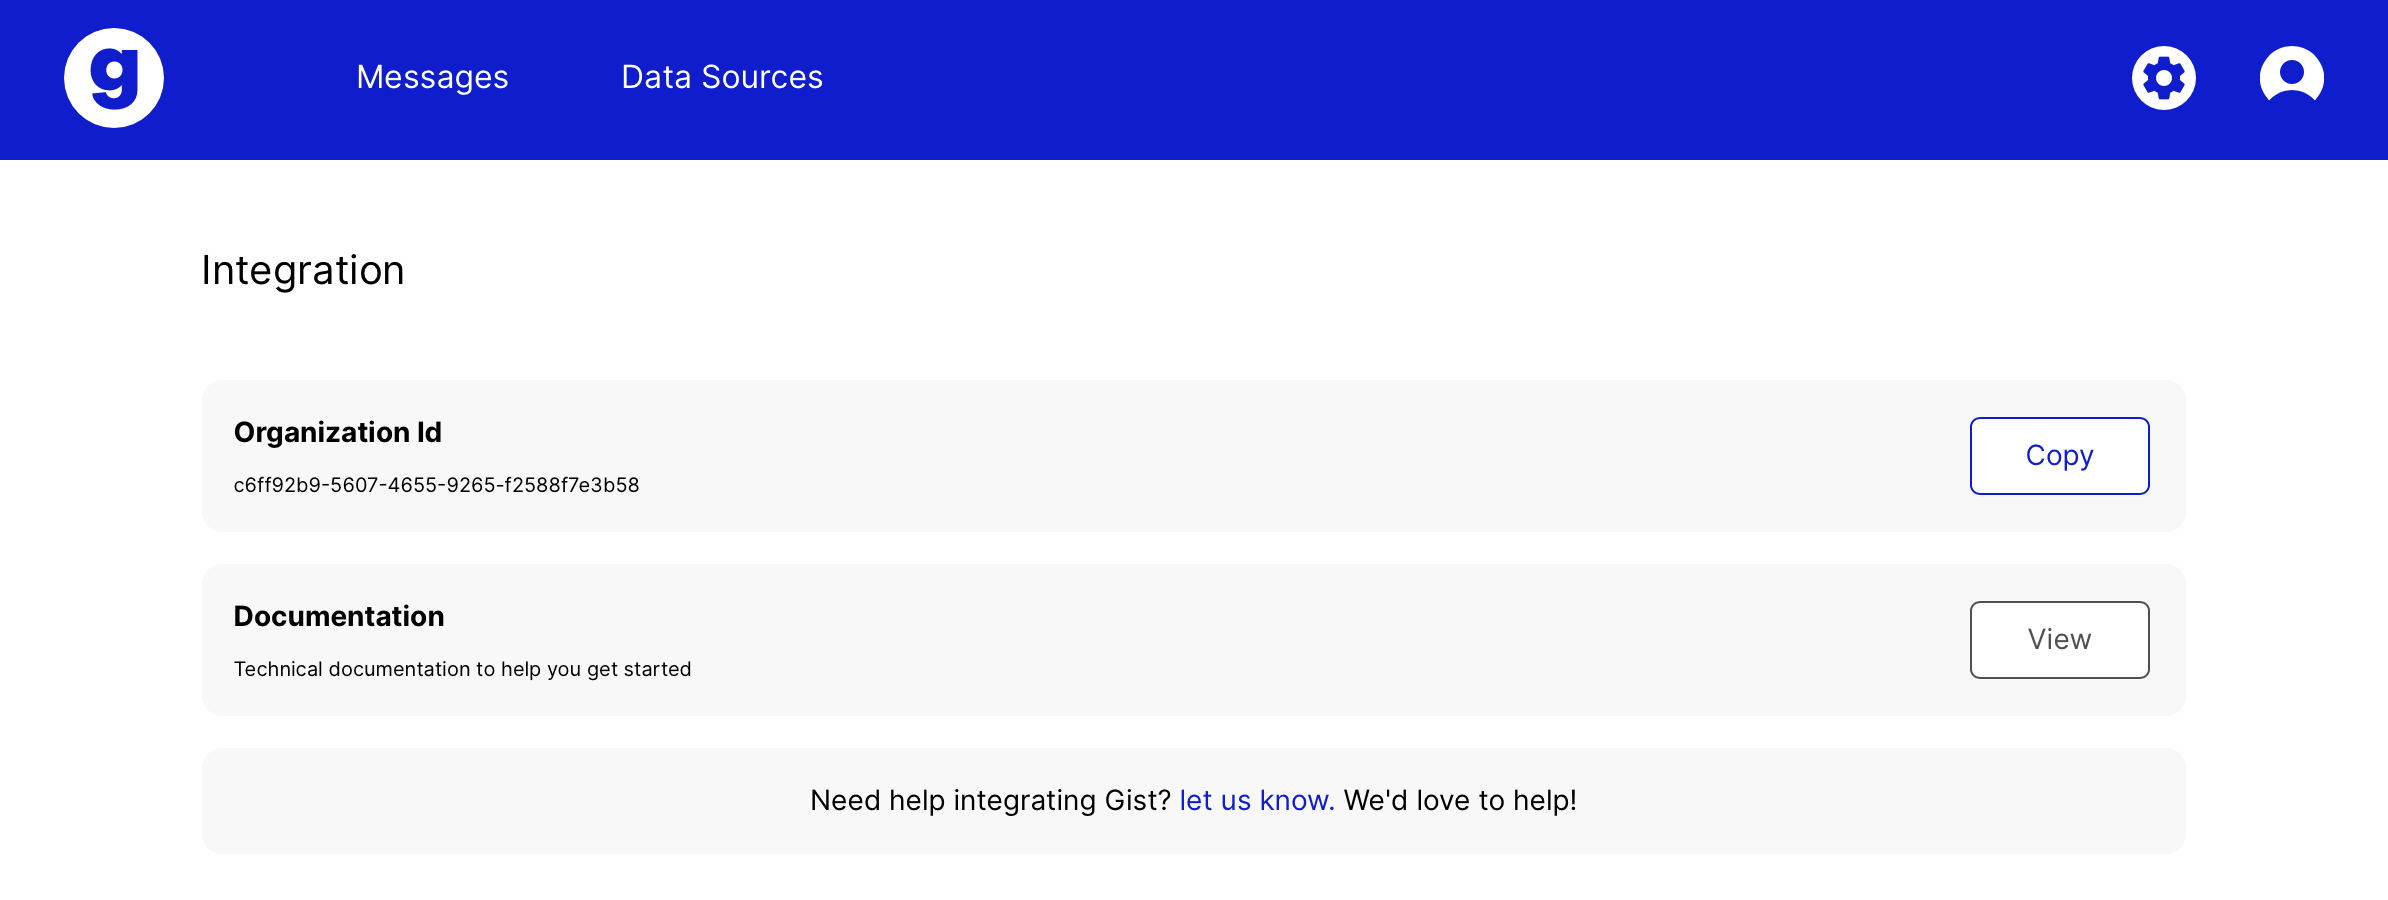 g
Messages
Data Sources
Integration
Organization Id
c6ff92b9-5607-4655-9265-f2588f7e3b58
Copy
Documentation
Technical documentation to help you get started
View
Need help integrating Gist? let us know. We'd love to help!